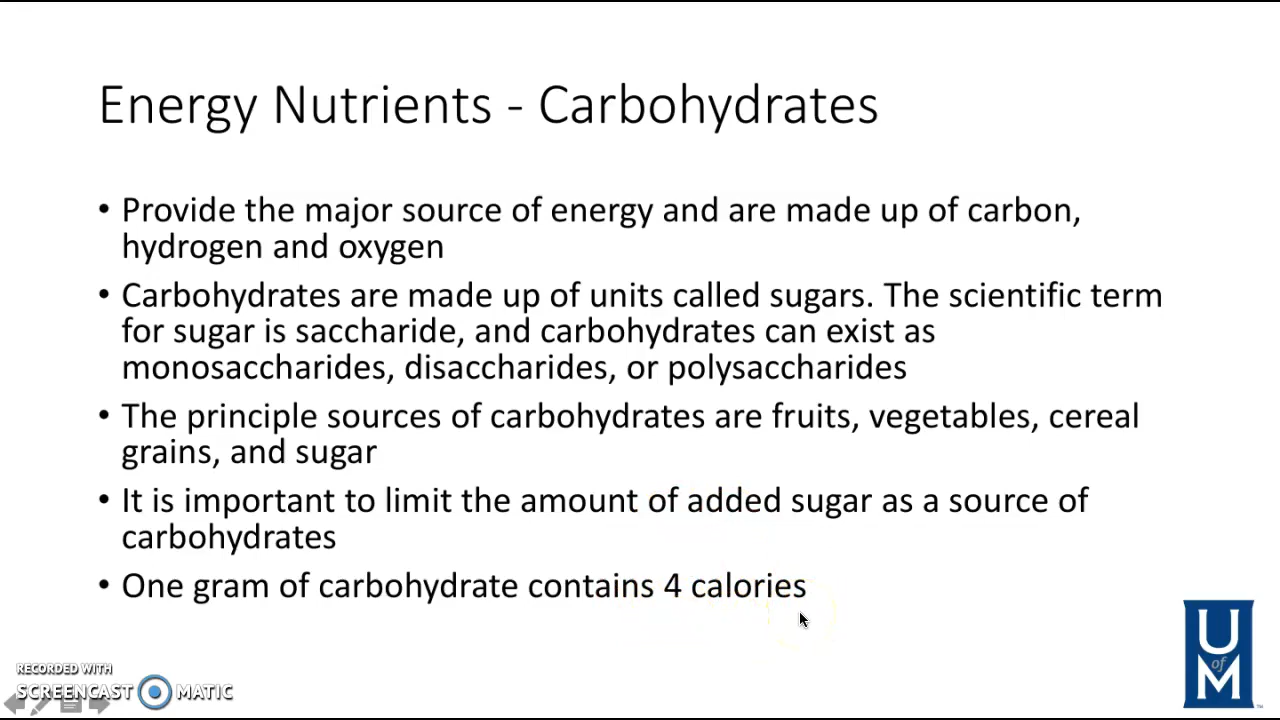 Energy Nutrients - Carbohydrates
• Provide the major source of energy and are made up of carbon,
hydrogen and oxygen
• Carbohydrates are made up of units called sugars. The scientific term
for sugar is saccharide, and carbohydrates can exist as
monosaccharides, disaccharides, or polysaccharides
• The principle sources of carbohydrates are fruits, vegetables, cereal
grains, and sugar
• It is important to limit the amount of added sugar as a source of
carbohydrates
• One gram of carbohydrate contains 4 calories
RECORDED WITH
SCREENCAST MATIC
U
of
M
™